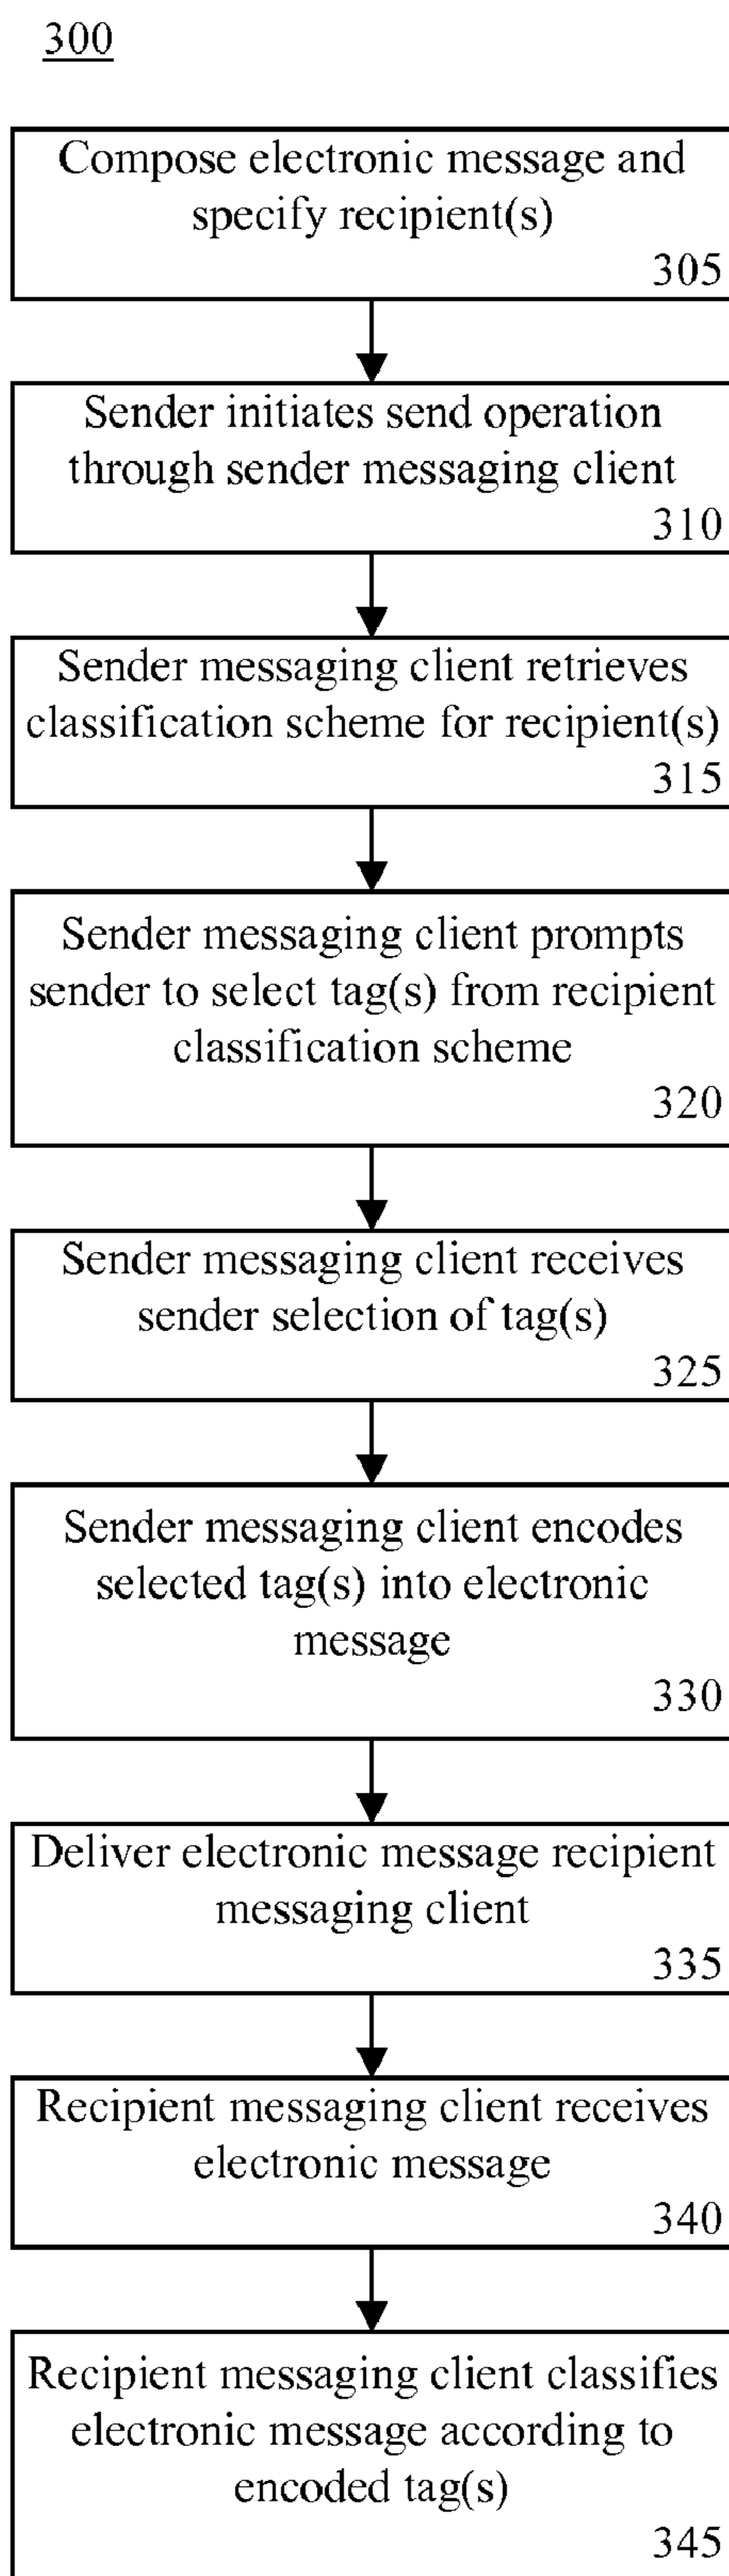 300
Compose electronic message and
specify recipient(s)
305
Sender initiates send operation
through sender messaging client
310
Sender messaging client retrieves
classification scheme for recipient(s)
315
Sender messaging client prompts
sender to select tag(s) from recipient
classification scheme
320
Sender messaging client receives
sender selection of tag(s)
325
Sender messaging client encodes
selected tag(s) into electronic
message
330
Deliver electronic message recipient
messaging client
335
Recipient messaging client receives
electronic message
340
Recipient messaging client classifies
electronic message according to
encoded tag(s)
345